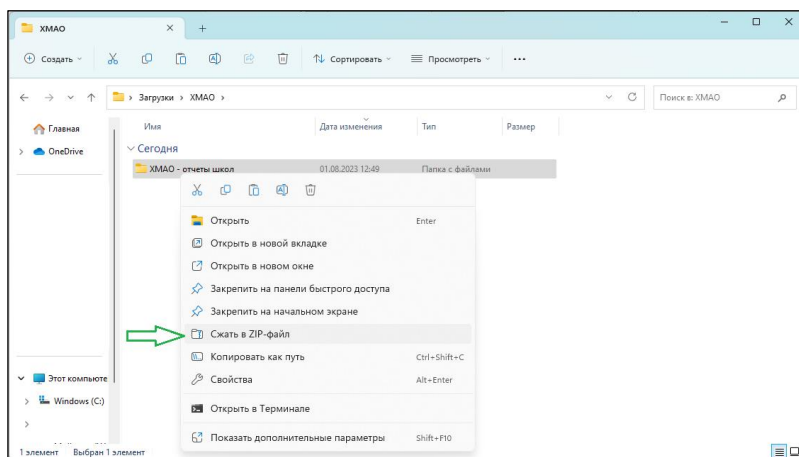 ХМАО
Создать
Сортировать
Просмотреть
Загрузки
ХМАО
Поиск в: ХМАО
Главная
OneDrive
Имя
Дата изменения
Тип
Размер
Сегодня
ХМАО - отчеты школ
01.08.2023 12:49
Папка с файлами
Открыть
Enter
Открыть в новой вкладке
Открыть в новом окне
Закрепить на панели быстрого доступа
Закрепить на начальном экране
Сжать в ZIP-файл
Копировать как путь
Ctrl+Shift+C
Свойства
Alt+Enter
Открыть в Терминале
Показать дополнительные параметры
Shift+F10
Этот компьюте
Windows (C:)
1 элемент
Выбран 1 элемент